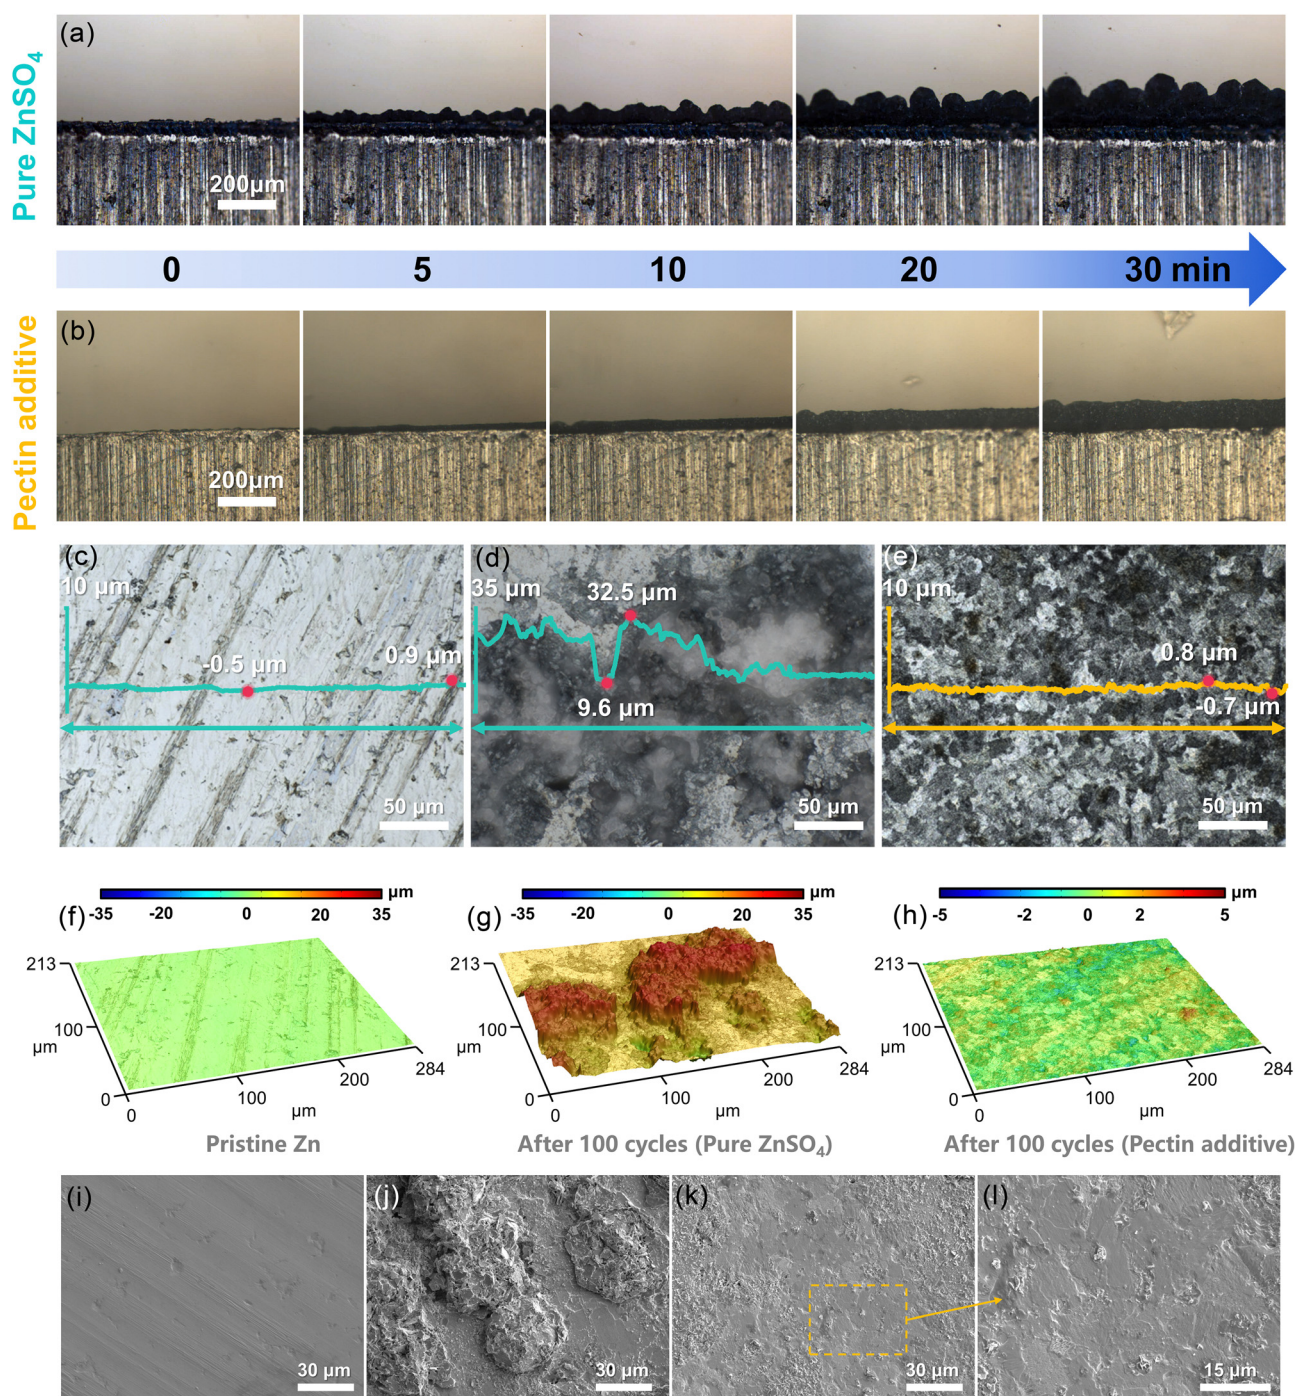 Pure ZnSO₄
(a)
200μm
0 5 10 20 30 min
Pectin additive
(b)
200μm
(c)
10 μm
-0.5 μm
0.9 μm
50 μm
(d)
35 μm
32.5 μm
9.6 μm
50 μm
(e)
10 μm
0.8 μm
-0.7 μm
50 μm
(f)
μm
-35 -20 0 20 35
213
100
μm
0
0
100
μm
200
284
Pristine Zn
(g)
μm
-35 -20 0 20 35
213
100
μm
0
0
100
μm
200
284
After 100 cycles (Pure ZnSO₄)
(h)
μm
-5 -2 0 2 5
213
100
μm
0
0
100
μm
200
284
After 100 cycles (Pectin additive)
(i)
30 μm
(j)
30 μm
(k)
30 μm
(l)
15 μm